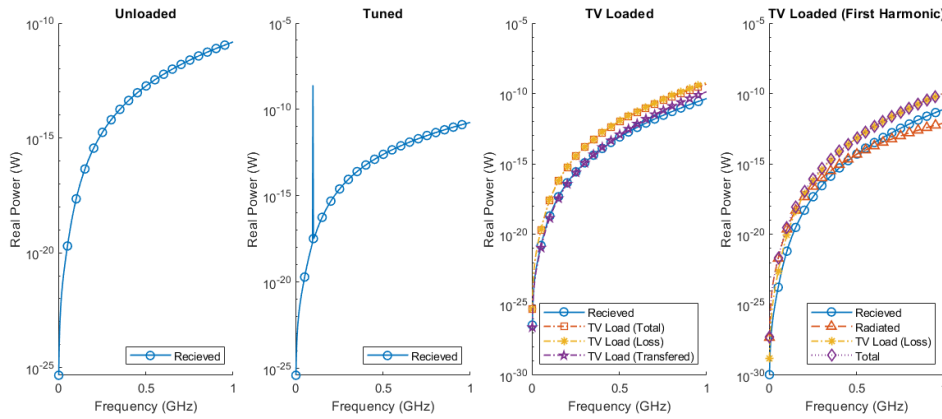 Unloaded
10^-10
10^-15
10^-20
10^-25
Real Power (W)
0
0.5
1
Frequency (GHz)
Recieved
Tuned
10^-5
10^-10
10^-15
10^-20
10^-25
Real Power (W)
0
0.5
1
Frequency (GHz)
Recieved
TV Loaded
10^-5
10^-10
10^-15
10^-20
10^-25
10^-30
Real Power (W)
0
0.5
1
Frequency (GHz)
Recieved
TV Load (Total)
TV Load (Loss)
TV Load (Transfered)
TV Loaded (First Harmonic)
10^-5
10^-10
10^-15
10^-20
10^-25
10^-30
Real Power (W)
0
0.5
1
Frequency (GHz)
Recieved
Radiated
TV Load (Loss)
Total